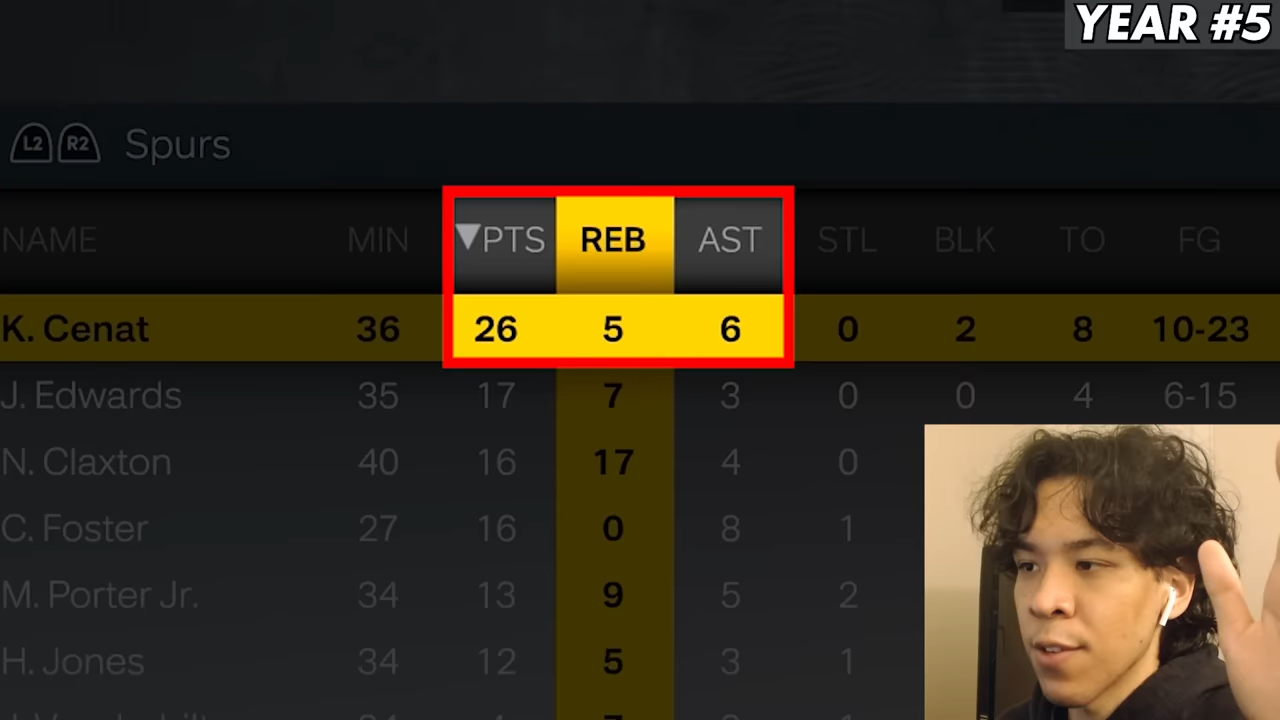 YEAR #5
L2 R2 Spurs
NAME MIN ▼PTS REB AST STL BLK TO FG
K. Cenat 36 26 5 6 0 2 8 10-23
J. Edwards 35 17 7 3 0 0 4 6-15
N. Claxton 40 16 17 4 0
C. Foster 27 16 0 8 1
M. Porter Jr. 34 13 9 5 2
H. Jones 34 12 5 3 1